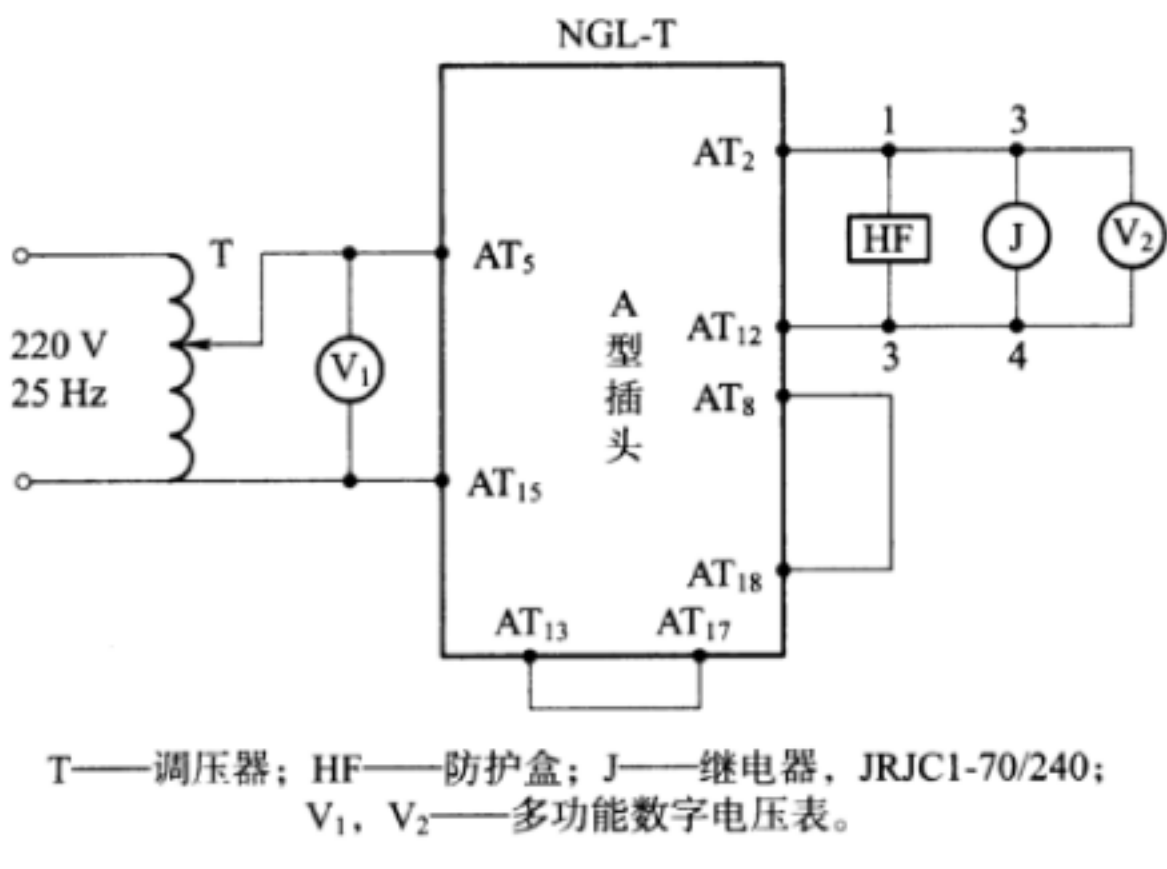 NGL-T
1 3
AT₂
T
AT₅
HF J V₂
A型插头
AT₁₂
220 V
25 Hz
V₁
3 4
AT₈
AT₁₅
AT₁₈
AT₁₃ AT₁₇
T——调压器；HF——防护盒；J——继电器，JRJC1-70/240；
V₁，V₂——多功能数字电压表。